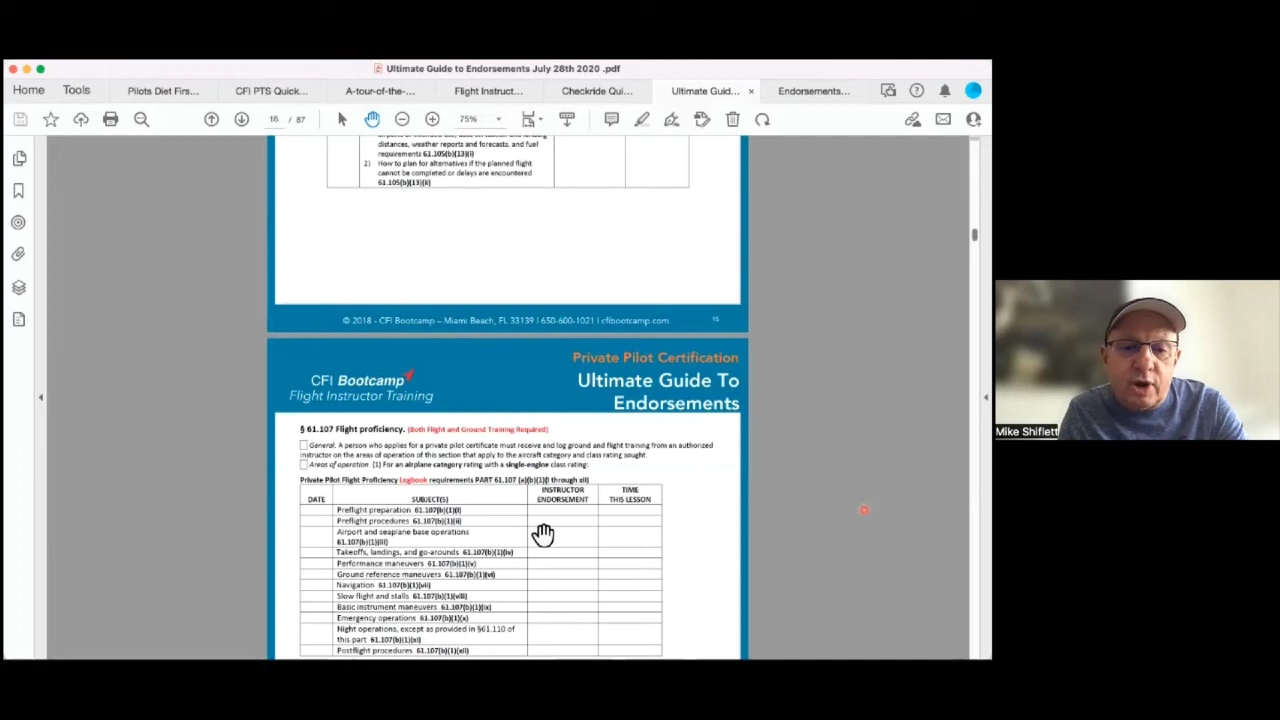 Ultimate Guide to Endorsements July 28th 2020 .pdf
Home Tools Pilots Diet Firs... CFI PTS Quick... A-tour-of-the-... Flight Instruct... Checkride Qui... Ultimate Guid... × Endorsements...
16 / 87 75%
distances, weather reports and forecasts, and fuel
requirements 61.105(b)(13)(i)
2) How to plan for alternatives if the planned flight
cannot be completed or delays are encountered
61.105(b)(13)(ii)
© 2018 - CFI Bootcamp – Miami Beach, FL 33139 I 650-600-1021 I cfibootcamp.com 15
Private Pilot Certification
CFI Bootcamp
Flight Instructor Training
Ultimate Guide To
Endorsements
§ 61.107 Flight proficiency. (Both Flight and Ground Training Required)
General. A person who applies for a private pilot certificate must receive and log ground and flight training from an authorized
instructor on the areas of operation of this section that apply to the aircraft category and class rating sought.
Areas of operation. (1) For an airplane category rating with a single-engine class rating:
Private Pilot Flight Proficiency Logbook requirements PART 61.107 (a)(b)(1)(i through xii)
DATE SUBJECT(S) INSTRUCTOR ENDORSEMENT TIME THIS LESSON
Preflight preparation 61.107(b)(1)(i)
Preflight procedures 61.107(b)(1)(ii)
Airport and seaplane base operations
61.107(b)(1)(iii)
Takeoffs, landings, and go-arounds 61.107(b)(1)(iv)
Performance maneuvers 61.107(b)(1)(v)
Ground reference maneuvers 61.107(b)(1)(vi)
Navigation 61.107(b)(1)(vii)
Slow flight and stalls 61.107(b)(1)(viii)
Basic instrument maneuvers 61.107(b)(1)(ix)
Emergency operations 61.107(b)(1)(x)
Night operations, except as provided in §61.110 of
this part 61.107(b)(1)(xi)
Postflight procedures 61.107(b)(1)(xii)
Mike Shiflett